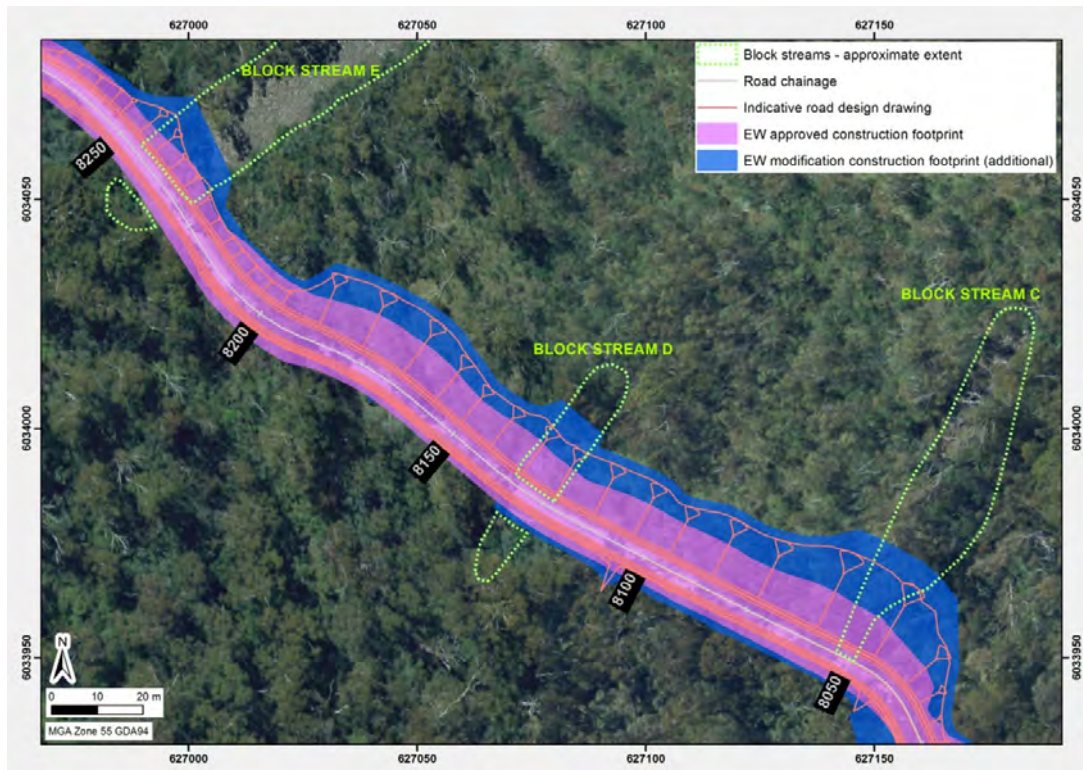 627000
627050
627100
627150
BLOCK STREAM E
Block streams - approximate extent
Road chainage
Indicative road design drawing
EW approved construction footprint
EW modification construction footprint (additional)
8250
6034050
6034050
BLOCK STREAM C
8200
BLOCK STREAM D
6034000
6034000
8150
8100
6033950
6033950
8050
N
0 10 20 m
MGA Zone 55 GDA94
627000
627050
627100
627150